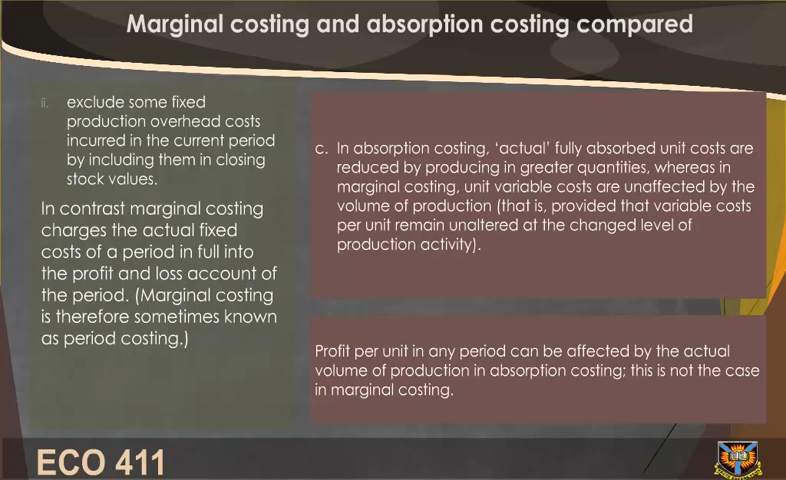 Marginal costing and absorption costing compared
ii. exclude some fixed
production overhead costs
incurred in the current period
by including them in closing
stock values.
In contrast marginal costing
charges the actual fixed
costs of a period in full into
the profit and loss account of
the period. (Marginal costing
is therefore sometimes known
as period costing.)
c. In absorption costing, ‘actual’ fully absorbed unit costs are
reduced by producing in greater quantities, whereas in
marginal costing, unit variable costs are unaffected by the
volume of production (that is, provided that variable costs
per unit remain unaltered at the changed level of
production activity).
Profit per unit in any period can be affected by the actual
volume of production in absorption costing; this is not the case
in marginal costing.
ECO 411